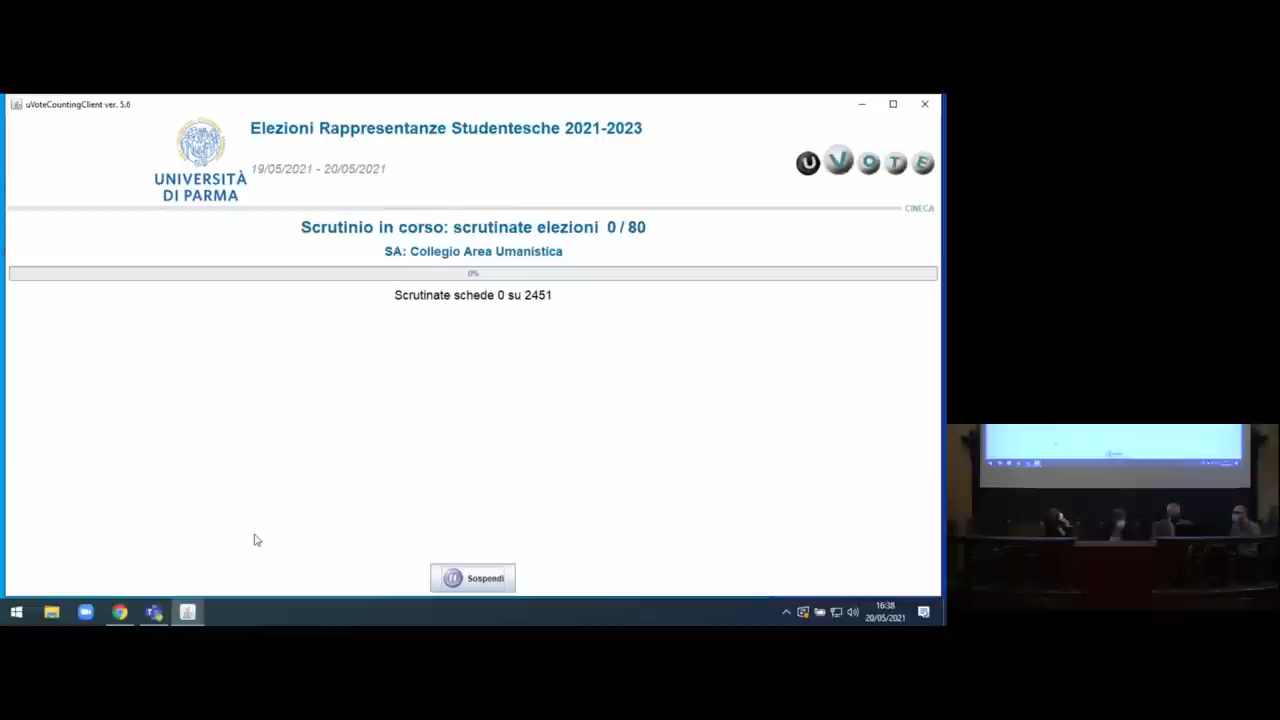 uVoteCountingClient ver. 5.6
Elezioni Rappresentanze Studentesche 2021-2023
19/05/2021 - 20/05/2021
UNIVERSITÀ
DI PARMA
U VOTE
CINECA
Scrutinio in corso: scrutinate elezioni 0 / 80
SA: Collegio Area Umanistica
0%
Scrutinate schede 0 su 2451
Sospendi
16:38
20/05/2021